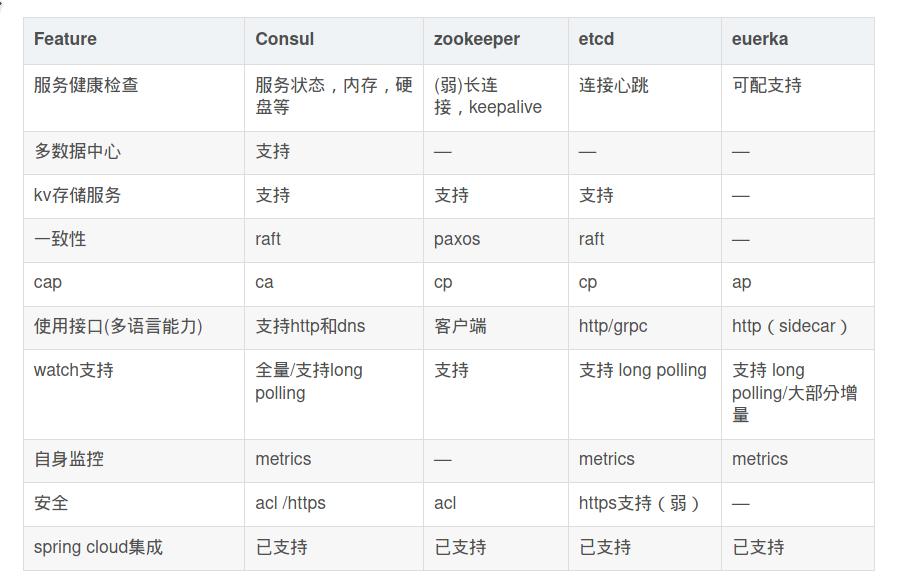 Feature Consul zookeeper etcd euerka
服务健康检查 服务状态，内存，硬 (弱)长连 连接心跳 可配支持
盘等 接，keepalive
多数据中心 支持 — — —
kv存储服务 支持 支持 支持 —
一致性 raft paxos raft —
cap ca cp cp ap
使用接口(多语言能力) 支持http和dns 客户端 http/grpc http（sidecar）
watch支持 全量/支持long 支持 支持 long polling 支持 long
polling polling/大部分增
量
自身监控 metrics — metrics metrics
安全 acl /https acl https支持（弱） —
spring cloud集成 已支持 已支持 已支持 已支持